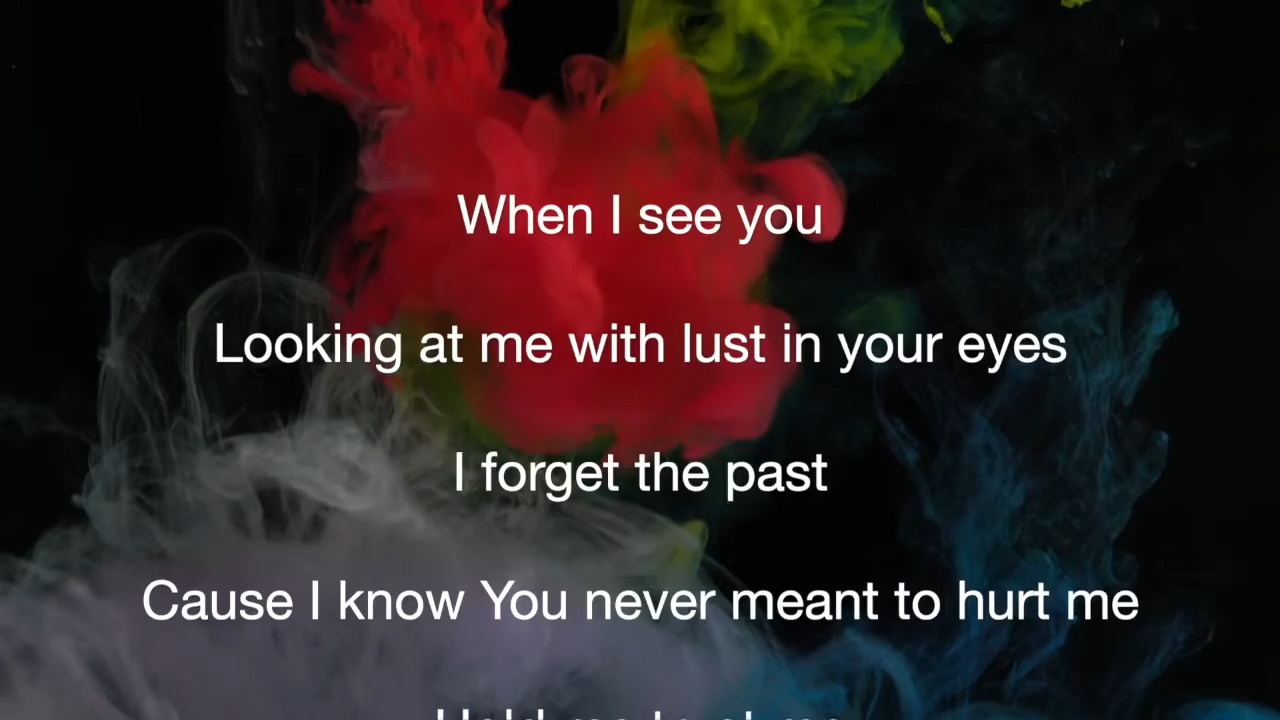 When I see you
Looking at me with lust in your eyes
I forget the past
Cause I know You never meant to hurt me